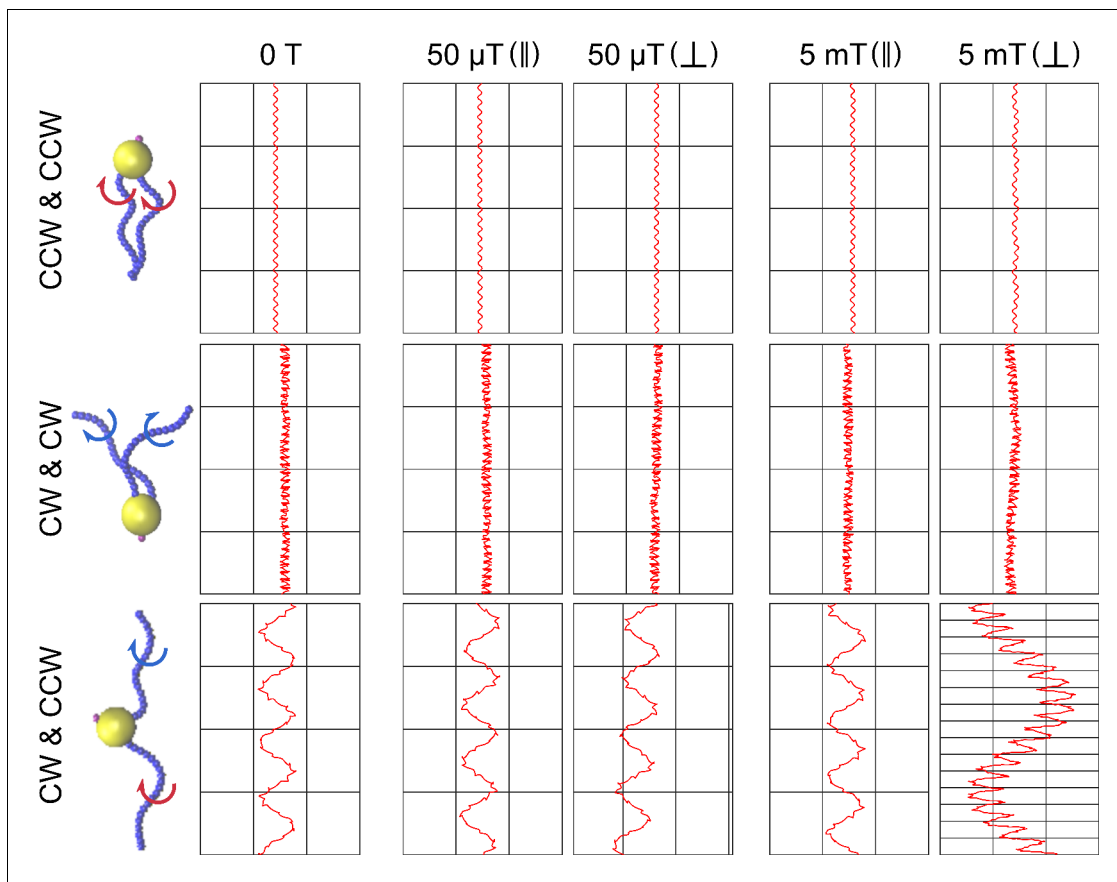 0 T
50 µT (∥)
50 µT (⊥)
5 mT (∥)
5 mT (⊥)
CCW & CCW
CW & CW
CW & CCW